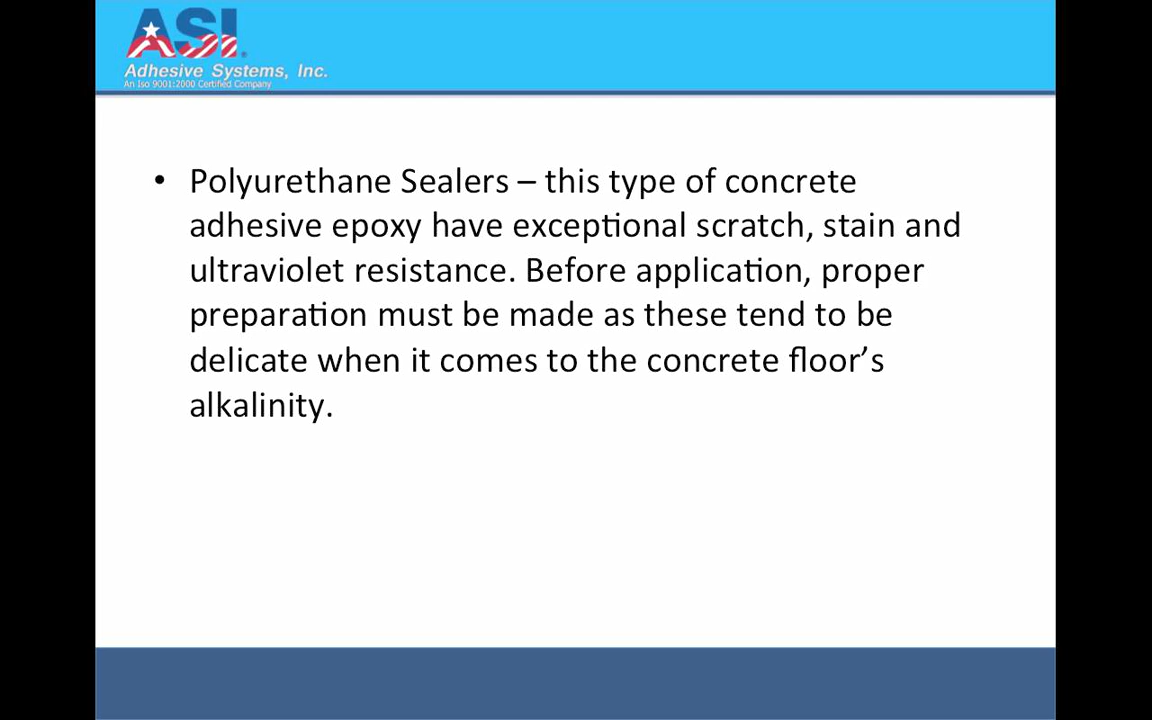 ASI
Adhesive Systems, Inc.
An Iso 9001:2000 Certified Company
• Polyurethane Sealers – this type of concrete
adhesive epoxy have exceptional scratch, stain and
ultraviolet resistance. Before application, proper
preparation must be made as these tend to be
delicate when it comes to the concrete floor’s
alkalinity.